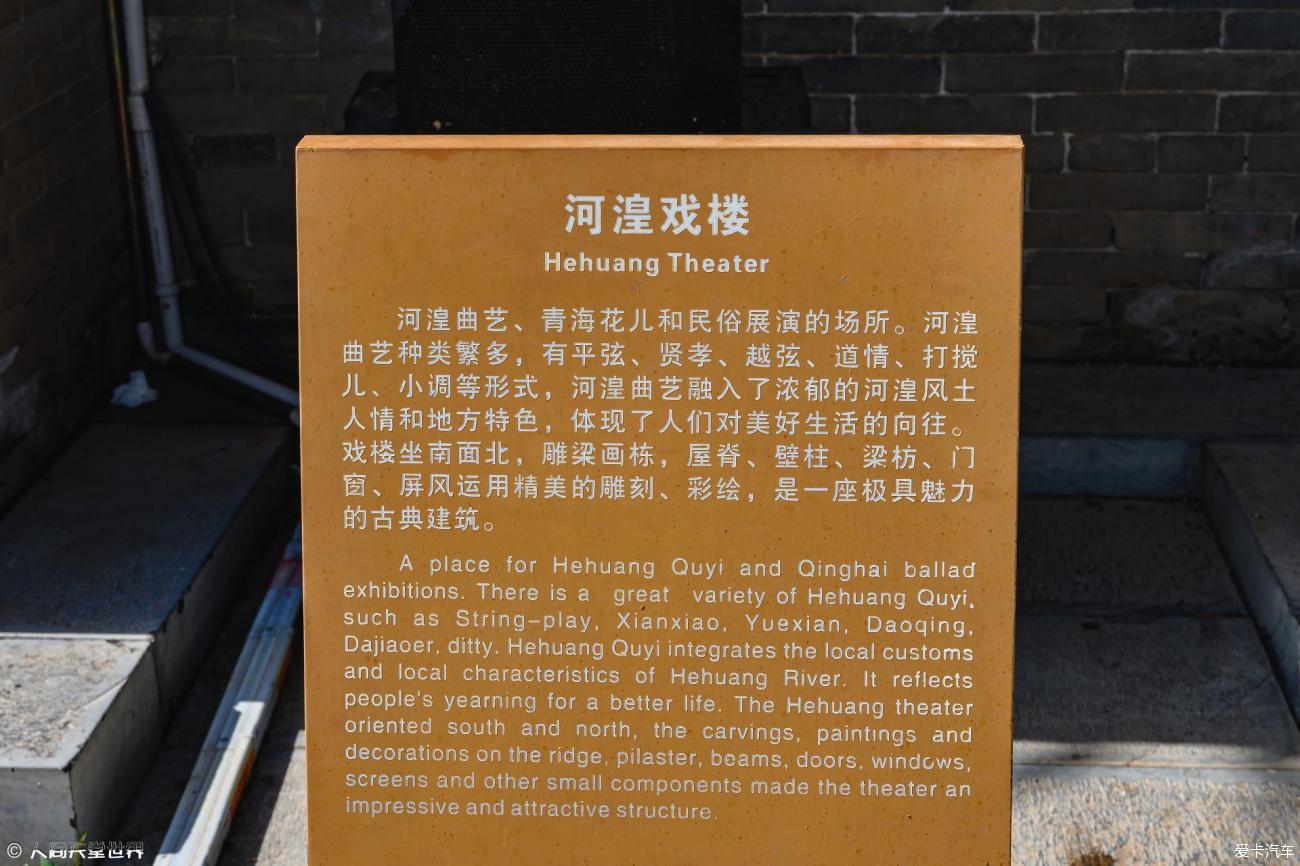 河湟戏楼
Hehuang Theater
河湟曲艺、青海花儿和民俗展演的场所。河湟
曲艺种类繁多，有平弦、贤孝、越弦、道情、打搅
儿、小调等形式，河湟曲艺融入了浓郁的河湟风土
人情和地方特色，体现了人们对美好生活的向往。
戏楼坐南面北，雕梁画栋，屋脊、壁柱、梁枋、门
窗、屏风运用精美的雕刻、彩绘，是一座极具魅力
的古典建筑。
A place for Hehuang Quyi and Qinghai ballad
exhibitions. There is a great variety of Hehuang Quyi,
such as String-play, Xianxiao, Yuexian, Daoqing,
Dajiaoer, ditty. Hehuang Quyi integrates the local customs
and local characteristics of Hehuang River. It reflects
people's yearning for a better life. The Hehuang theater
oriented south and north, the carvings, paintings and
decorations on the ridge, pilaster, beams, doors, windows,
screens and other small components made the theater an
impressive and attractive structure.
© 人间天堂世界
爱卡汽车